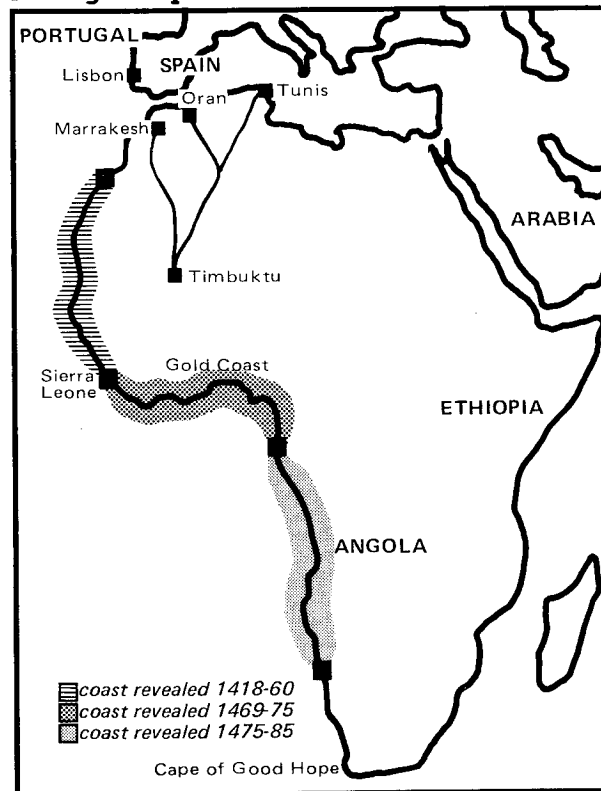 PORTUGAL
SPAIN
Lisbon
Oran
Tunis
Marrakesh
ARABIA
Timbuktu
Gold Coast
Sierra
Leone
ETHIOPIA
ANGOLA
coast revealed 1418-60
coast revealed 1469-75
coast revealed 1475-85
Cape of Good Hope